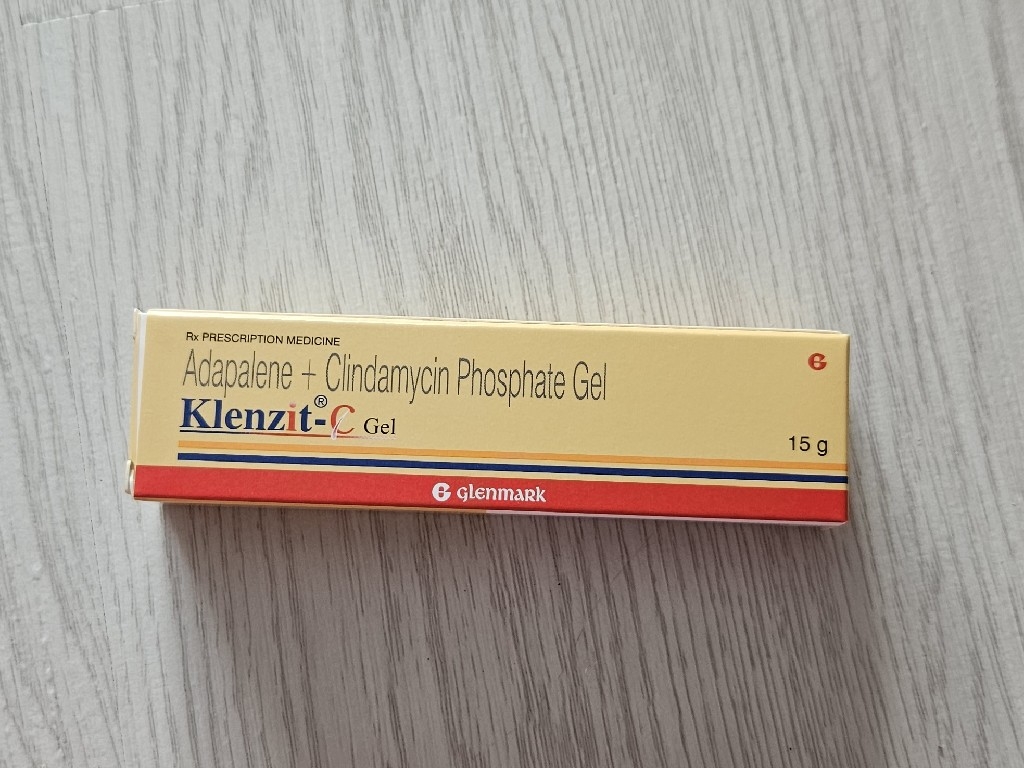 Rx PRESCRIPTION MEDICINE
Adapalene + Clindamycin Phosphate Gel
Klenzit®-C Gel
15 g
G glenmark